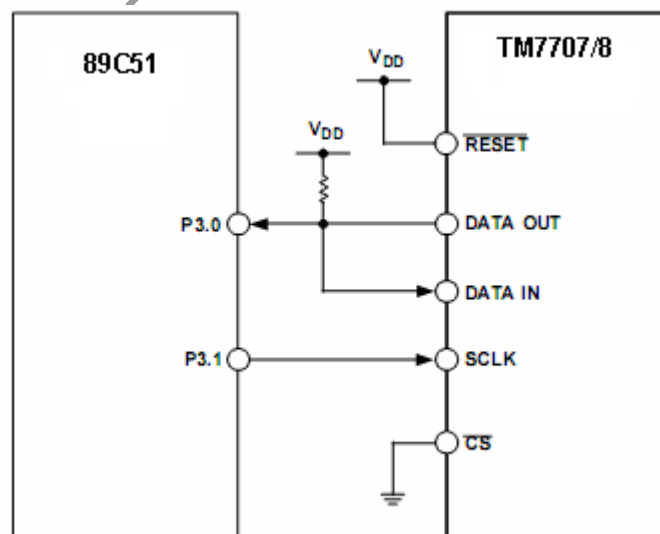 89C51
TM7707/8
VDD
RESET
VDD
P3.0
DATA OUT
DATA IN
P3.1
SCLK
CS